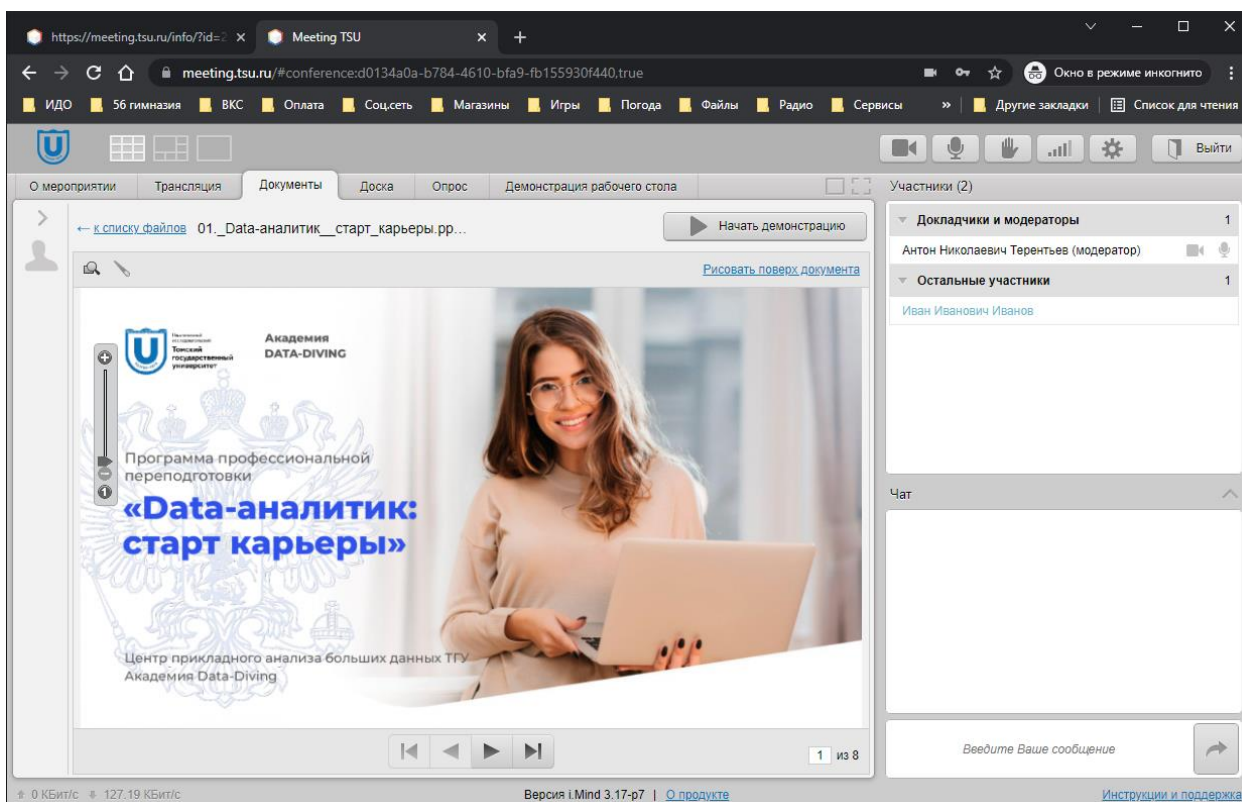 https://meeting.tsu.ru/info/?id=2
Meeting TSU
meeting.tsu.ru/#conference:d0134a0a-b784-4610-bfa9-fb155930f440,true
Окно в режиме инкогнито
ИДО 56 гимназия ВКС Оплата Соц.сеть Магазины Игры Погода Файлы Радио Сервисы » Другие закладки Список для чтения
Выйти
О мероприятии Трансляция Документы Доска Опрос Демонстрация рабочего стола
Участники (2)
← к списку файлов 01._Data-аналитик__старт_карьеры.pp...
Начать демонстрацию
Докладчики и модераторы 1
Антон Николаевич Терентьев (модератор)
Остальные участники 1
Иван Иванович Иванов
Рисовать поверх документа
Томский
государственный
университет
Академия
DATA-DIVING
Программа профессиональной
переподготовки
«Data-аналитик:
старт карьеры»
Центр прикладного анализа больших данных ТГУ
Академия Data-Diving
Чат
1 из 8
Введите Ваше сообщение
0 КБит/с 127.19 КБит/с
Версия i.Mind 3.17-p7 | О продукте
Инструкции и поддержка